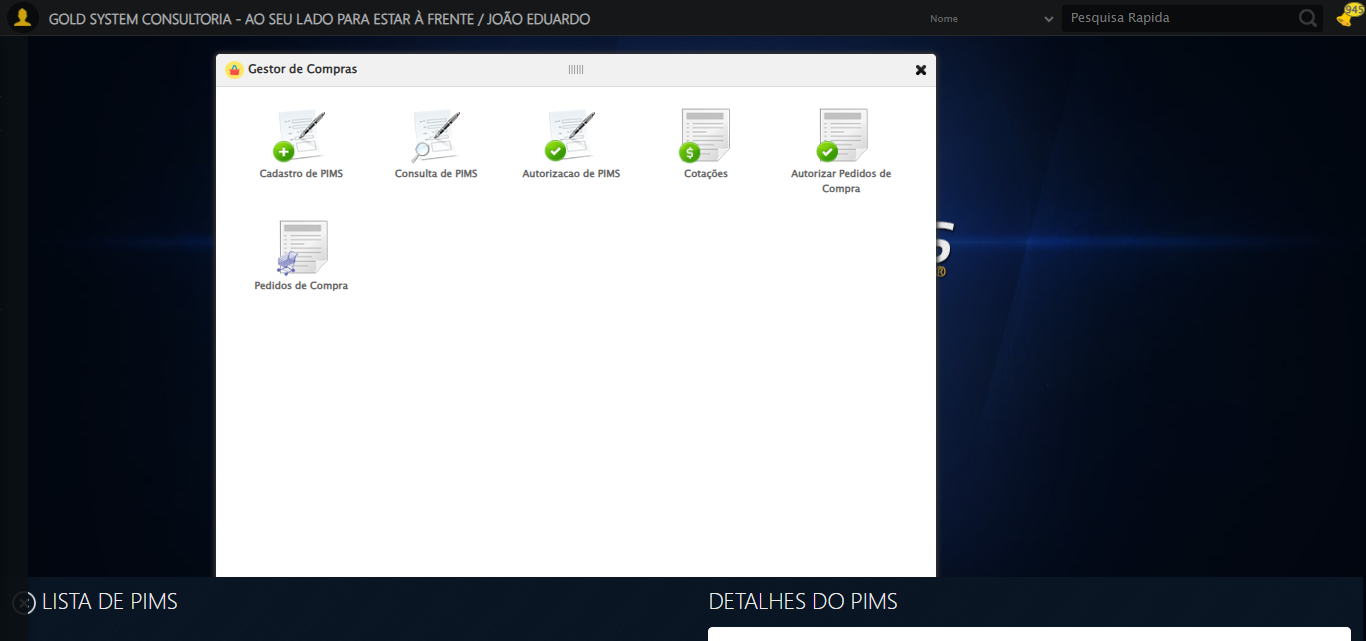 GOLD SYSTEM CONSULTORIA - AO SEU LADO PARA ESTAR À FRENTE / JOÃO EDUARDO
Nome
Pesquisa Rapida
945
Gestor de Compras
Cadastro de PIMS
Consulta de PIMS
Autorizacao de PIMS
Cotações
Autorizar Pedidos de
Compra
Pedidos de Compra
LISTA DE PIMS
DETALHES DO PIMS